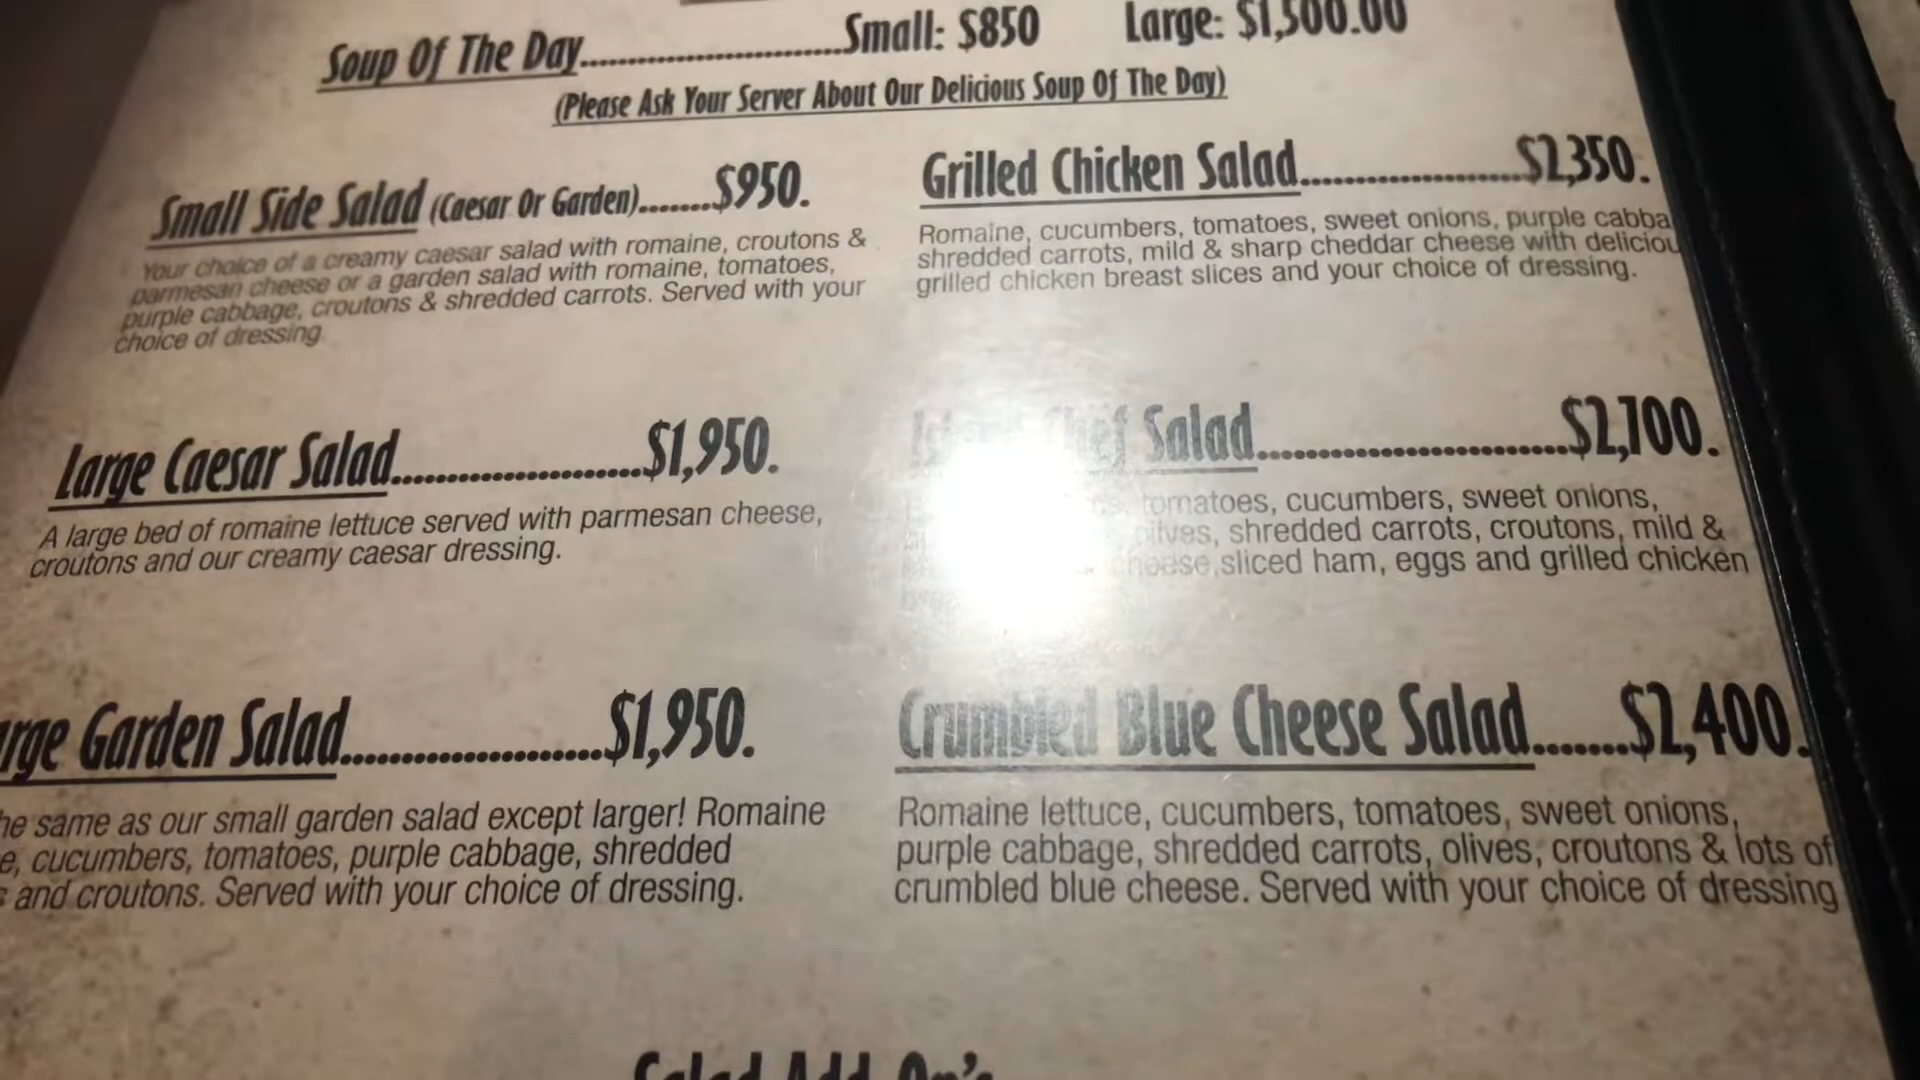 Soup Of The Day..........................Small: $850 Large: $1,500.00
(Please Ask Your Server About Our Delicious Soup Of The Day)
Small Side Salad (Caesar Or Garden).......$950.
Your choice of a creamy caesar salad with romaine, croutons &
parmesan cheese or a garden salad with romaine, tomatoes,
purple cabbage, croutons & shredded carrots. Served with your
choice of dressing
Large Caesar Salad......................$1,950.
A large bed of romaine lettuce served with parmesan cheese,
croutons and our creamy caesar dressing.
Garden Salad.......................$1,950.
same as our small garden salad except larger! Romaine
cucumbers, tomatoes, purple cabbage, shredded
and croutons. Served with your choice of dressing.
Grilled Chicken Salad....................$2,350.
Romaine, cucumbers, tomatoes, sweet onions, purple
shredded carrots, mild & sharp cheddar cheese with
grilled chicken breast slices and your choice of dressing.
Chef Salad.............................$2,700.
tomatoes, cucumbers, sweet onions,
olives, shredded carrots, croutons, mild &
cheese,sliced ham, eggs and grilled chicken
Crumbled Blue Cheese Salad.......$2,400.
Romaine lettuce, cucumbers, tomatoes, sweet onions,
purple cabbage, shredded carrots, olives, croutons & lots of
crumbled blue cheese. Served with your choice of dressing
Salad Add On's